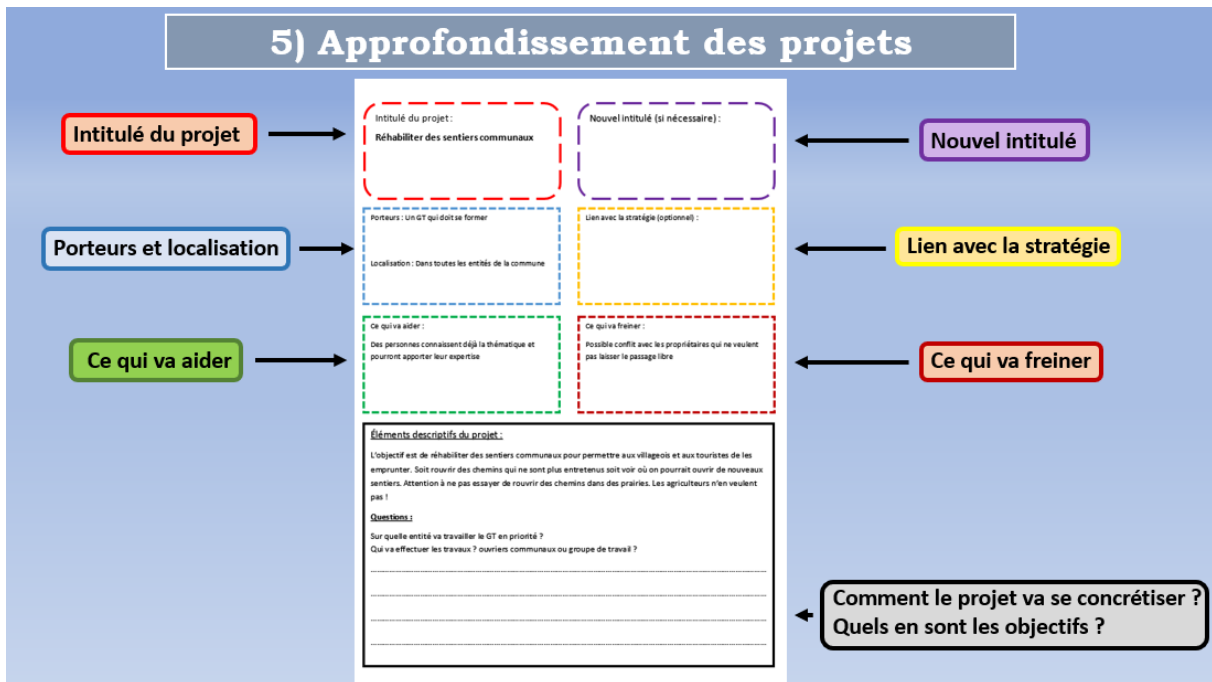 5) Approfondissement des projets
Intitulé du projet
Intitulé du projet :
Réhabiliter des sentiers communaux
Nouvel intitulé (si nécessaire) :
Nouvel intitulé
Porteurs et localisation
Porteurs : Un GT qui doit se former
Localisation : Dans toutes les entités de la commune
Lien avec la stratégie (optionnel) :
Lien avec la stratégie
Ce qui va aider
Ce qui va aider :
Des personnes connaissent déjà la thématique et
pourront apporter leur expertise
Ce qui va freiner :
Possible conflit avec les propriétaires qui ne veulent
pas laisser le passage libre
Ce qui va freiner
Éléments descriptifs du projet :
L'objectif est de réhabiliter des sentiers communaux pour permettre aux villageois et aux touristes de les
emprunter. Soit rouvrir des chemins qui ne sont plus entretenus soit voir où on pourrait ouvrir de nouveaux
sentiers. Attention à ne pas essayer de rouvrir des chemins dans des prairies. Les agriculteurs n'en veulent
pas !
Questions :
Sur quelle entité va travailler le GT en priorité ?
Qui va effectuer les travaux ? ouvriers communaux ou groupe de travail ?
Comment le projet va se concrétiser ?
Quels en sont les objectifs ?